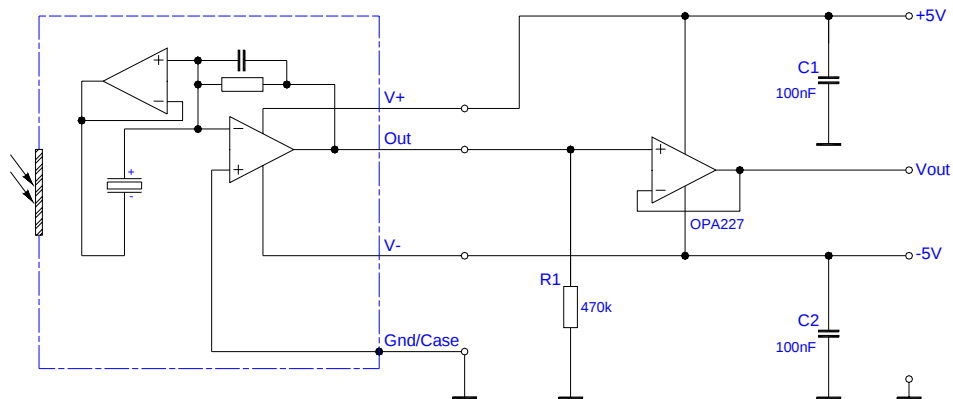 +5V
C1
100nF
V+
Out
+
−
−
+
+
-
+
−
OPA227
Vout
V-
-5V
R1
470k
C2
100nF
Gnd/Case